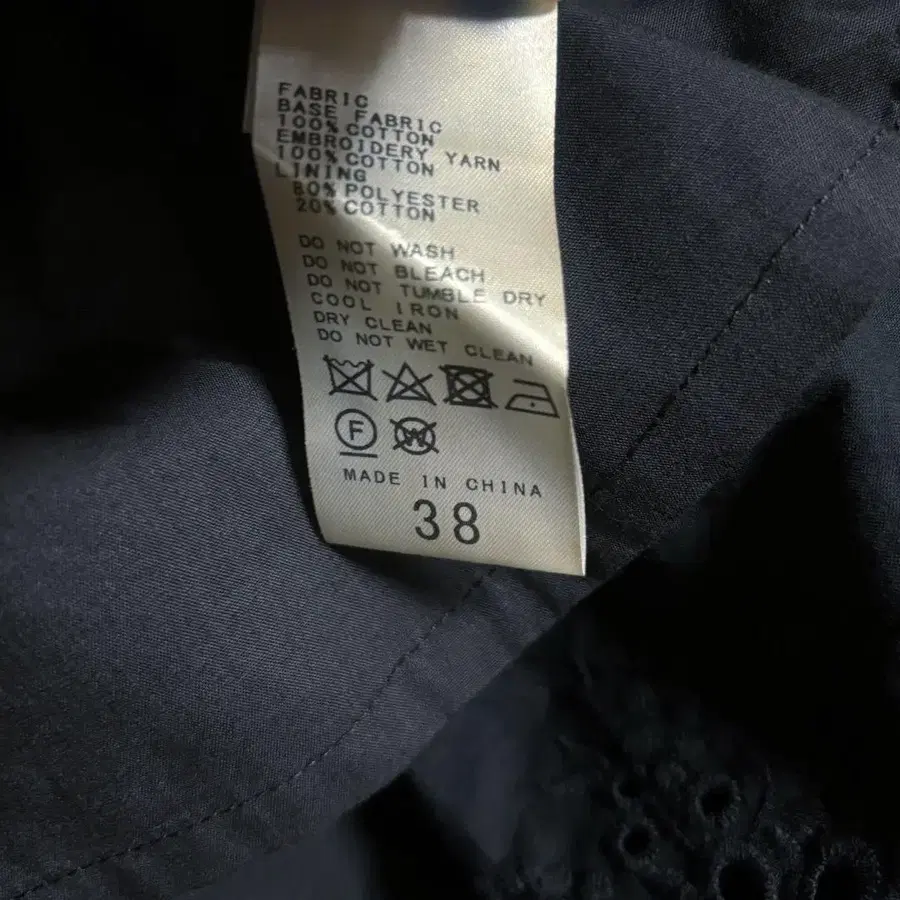 FABRIC
BASE FABRIC
100% COTTON
EMBROIDERY YARN
100% COTTON
LINING
80% POLYESTER
20% COTTON
DO NOT WASH
DO NOT BLEACH
DO NOT TUMBLE DRY
COOL IRON
DRY CLEAN
DO NOT WET CLEAN
F W
MADE IN CHINA
38